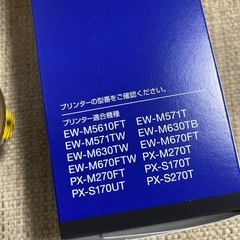 プリンターの型番をご確認ください。
プリンター適合機種
EW-M5610FT EW-M571T
EW-M571TW EW-M630TB
EW-M630TW EW-M670FT
EW-M670FTW PX-M270T
PX-M270FT PX-S170T
PX-S170UT PX-S270T